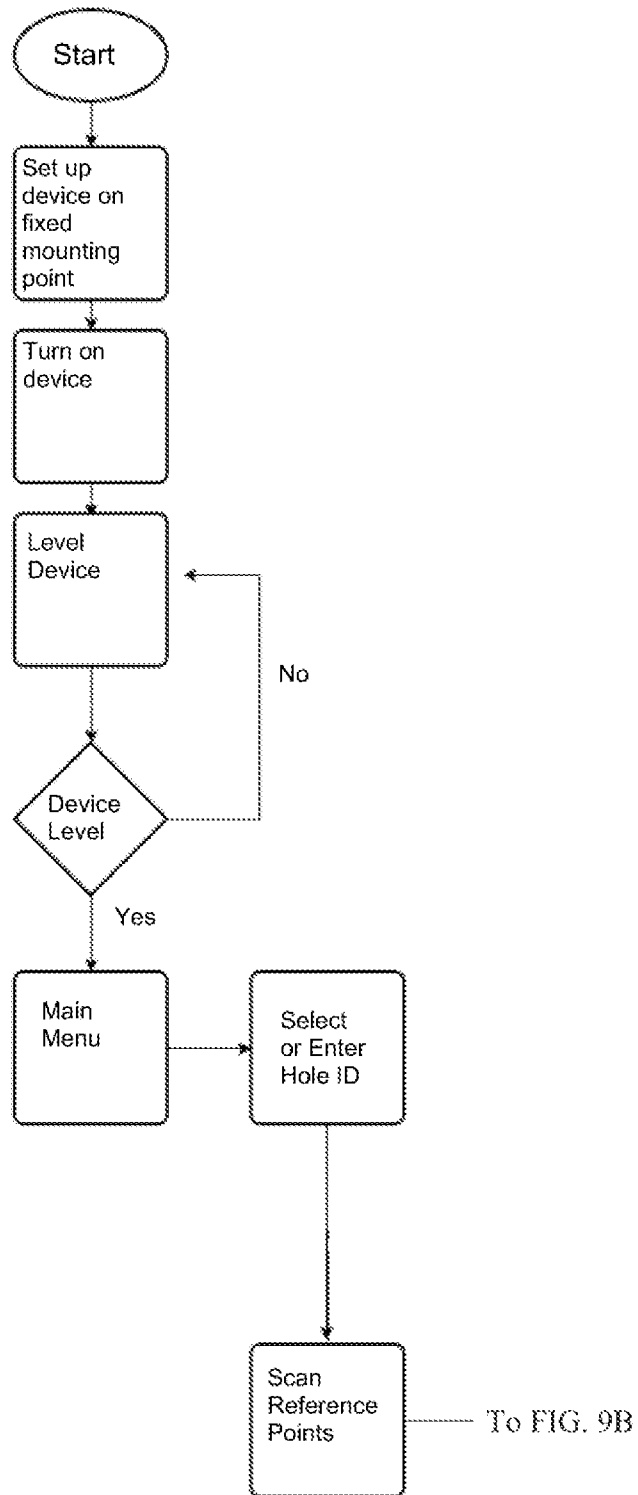 Start
Set up
device on
fixed
mounting
point
Turn on
device
Level
Device
No
Device
Level
Yes
Main
Menu
Select
or Enter
Hole ID
Scan
Reference
Points
To FIG. 9B